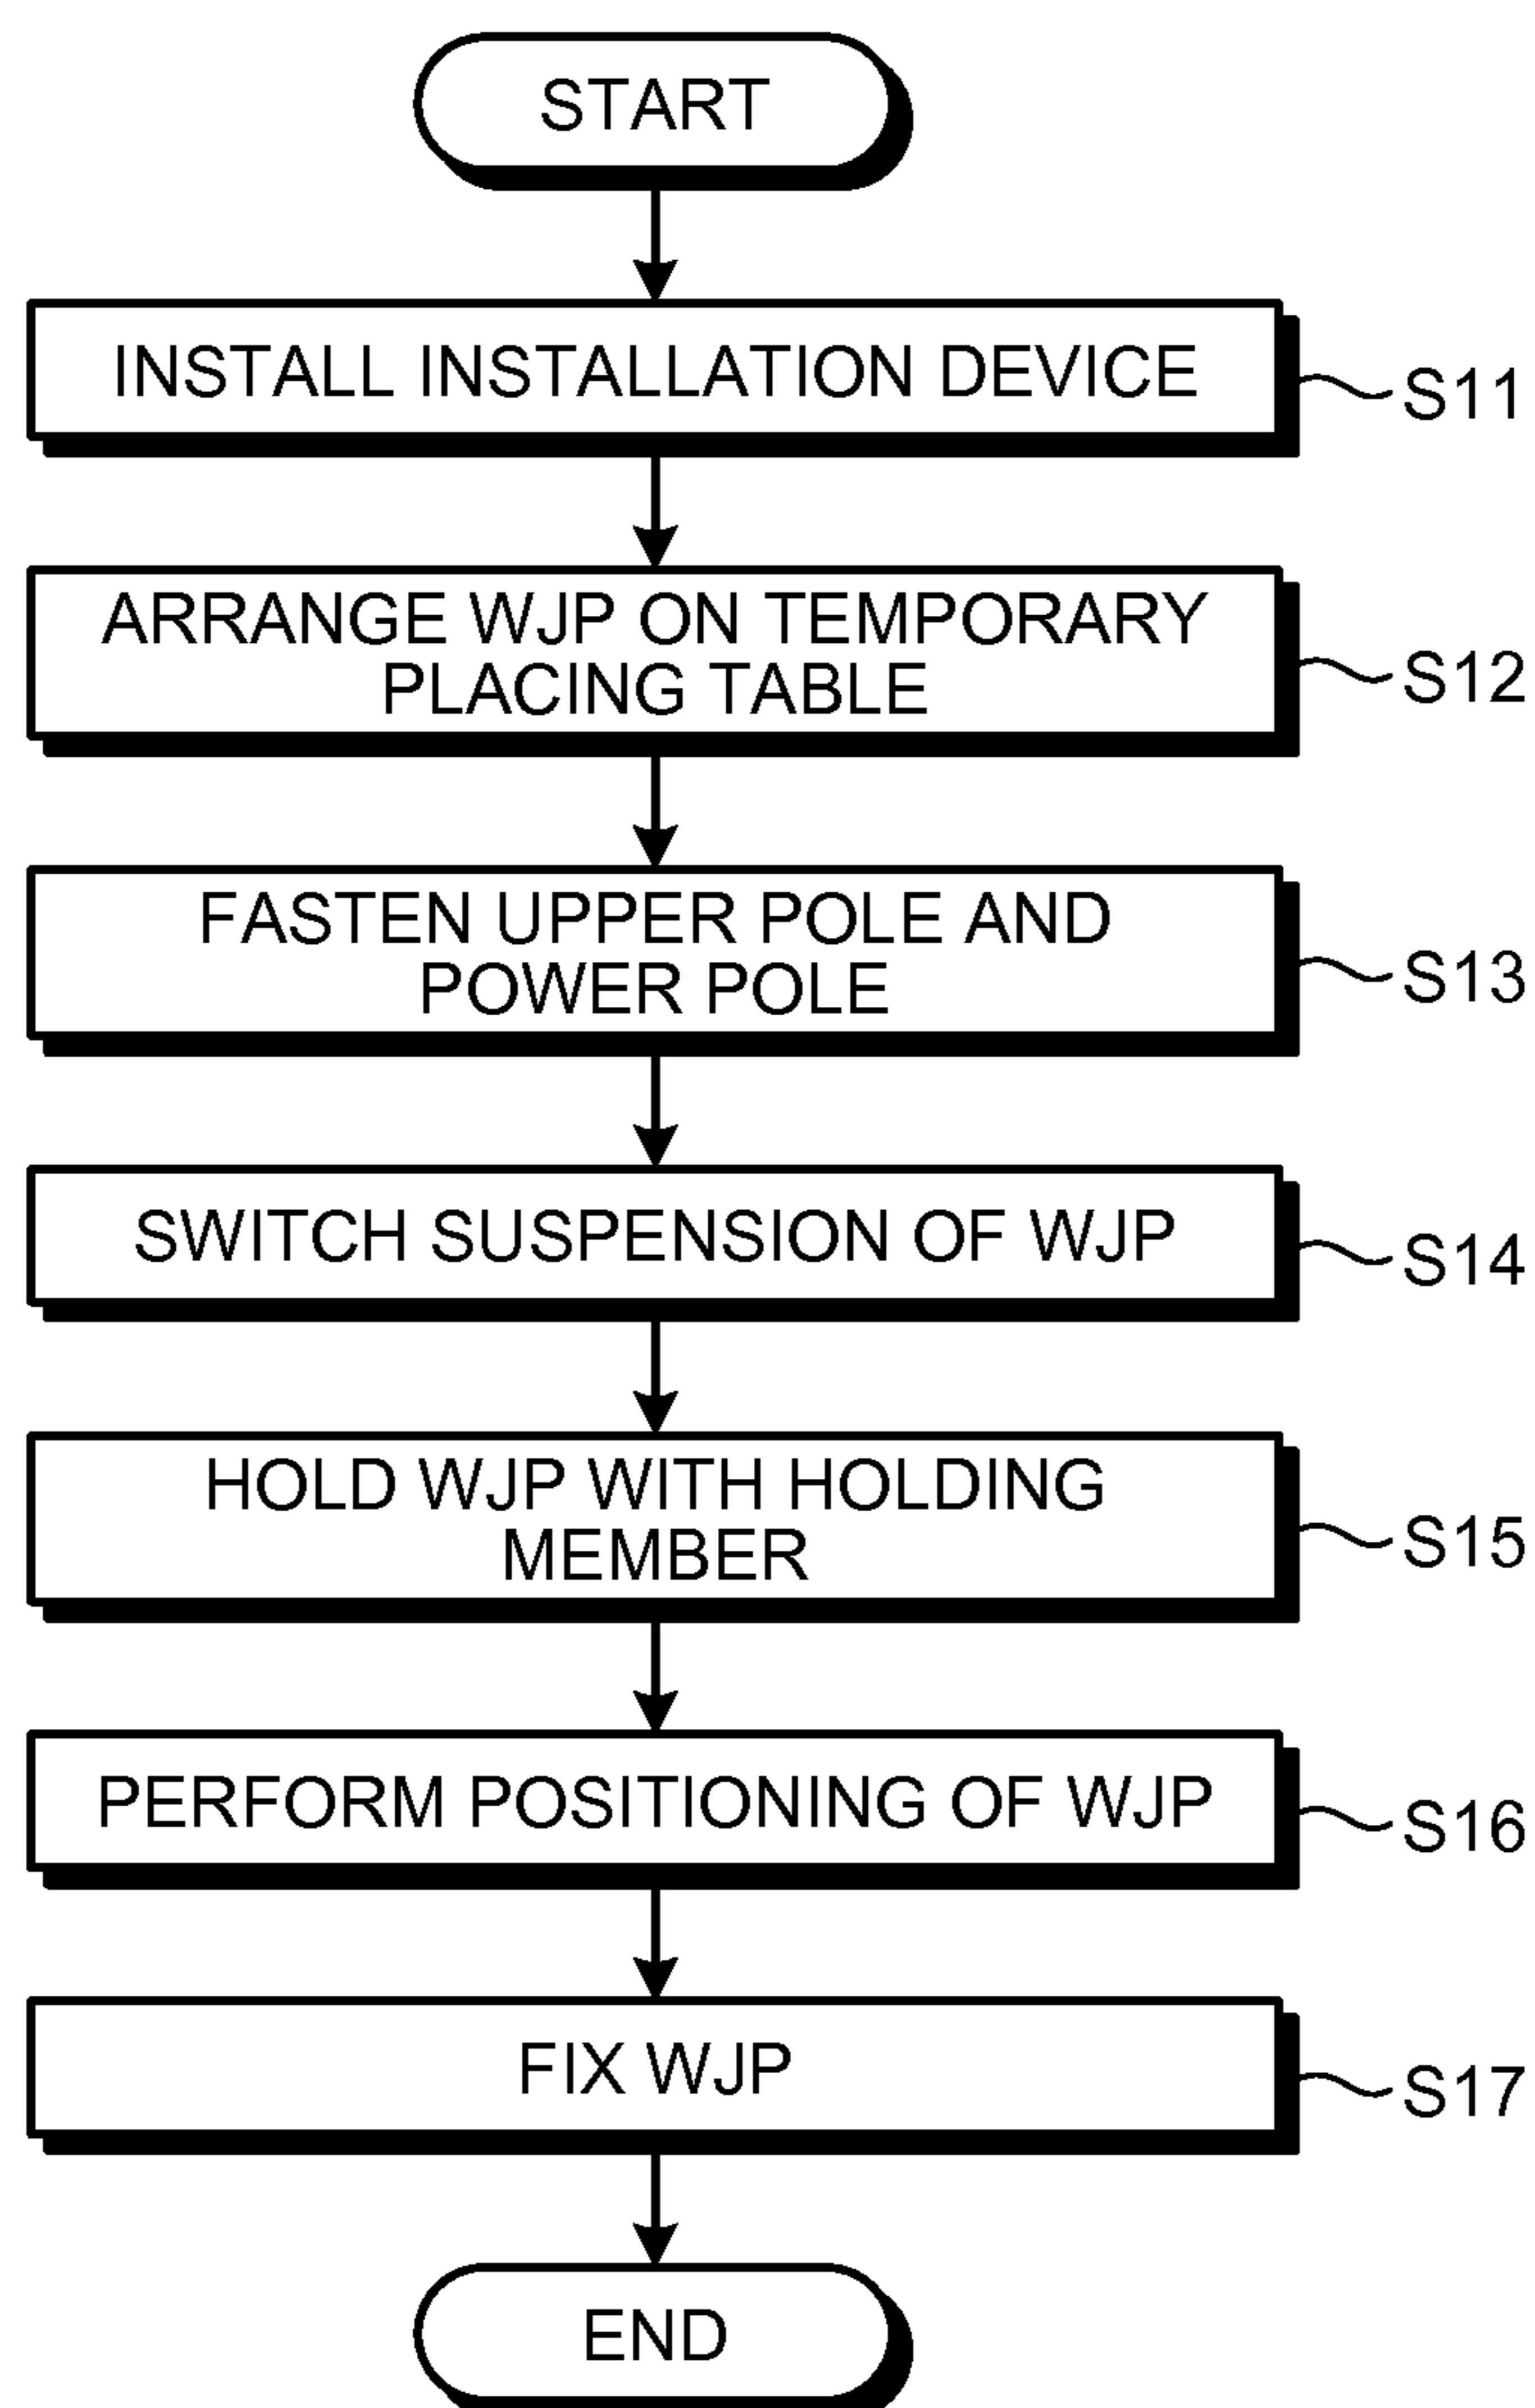 START
INSTALL INSTALLATION DEVICE
S11
ARRANGE WJP ON TEMPORARY
PLACING TABLE
S12
FASTEN UPPER POLE AND
POWER POLE
S13
SWITCH SUSPENSION OF WJP
S14
HOLD WJP WITH HOLDING
MEMBER
S15
PERFORM POSITIONING OF WJP
S16
FIX WJP
S17
END